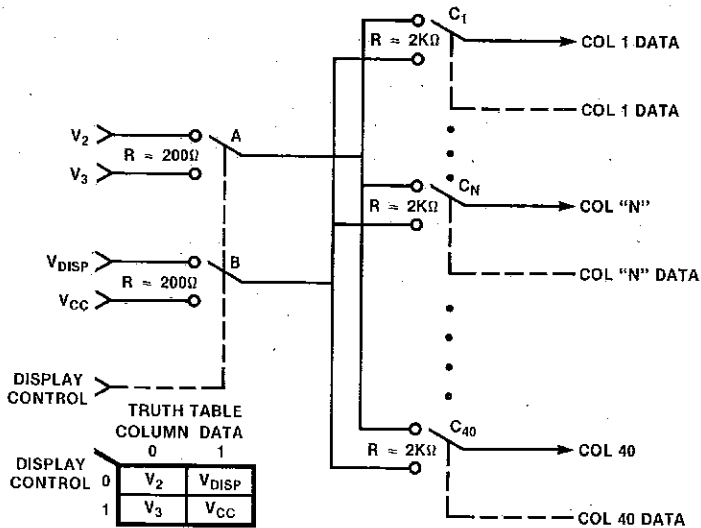 C1
R = 2KΩ
COL 1 DATA
COL 1 DATA
V2
A
R = 200Ω
V3
CN
R = 2KΩ
COL "N"
VDISP
B
R = 200Ω
VCC
COL "N" DATA
DISPLAY
CONTROL
TRUTH TABLE
COLUMN DATA
0 1
DISPLAY
CONTROL
0 V2 VDISP
1 V3 VCC
C40
R = 2KΩ
COL 40
COL 40 DATA